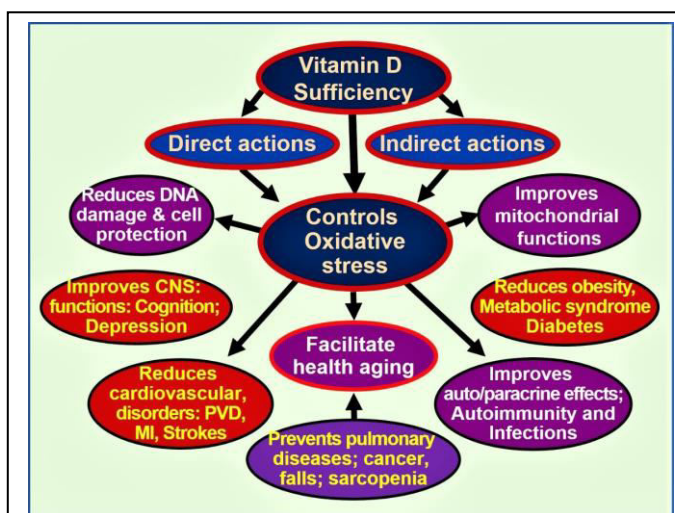 Vitamin D
Sufficiency
Direct actions
Indirect actions
Reduces DNA
damage & cell
protection
Controls
Oxidative
stress
Improves
mitochondrial
functions
Improves CNS:
functions: Cognition;
Depression
Reduces obesity,
Metabolic syndrome
Diabetes
Facilitate
health aging
Reduces
cardiovascular,
disorders: PVD,
MI, Strokes
Improves
auto/paracrine effects;
Autoimmunity and
Infections
Prevents pulmonary
diseases; cancer,
falls; sarcopenia